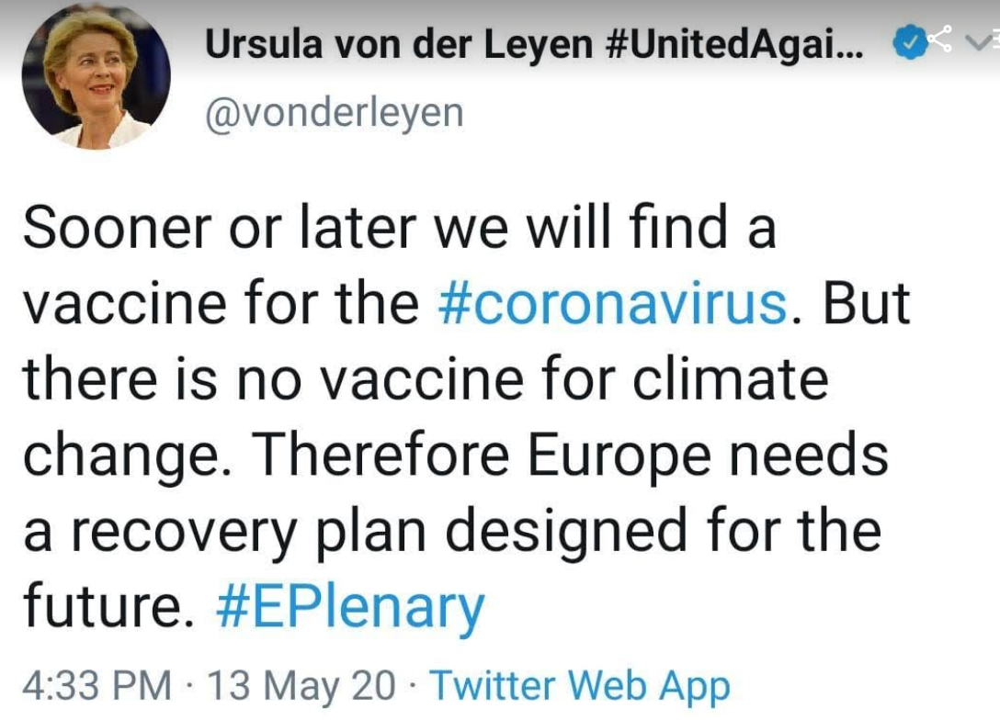 Ursula von der Leyen #UnitedAgai...
@vonderleyen
Sooner or later we will find a
vaccine for the #coronavirus. But
there is no vaccine for climate
change. Therefore Europe needs
a recovery plan designed for the
future. #EPlenary
4:33 PM · 13 May 20 · Twitter Web App